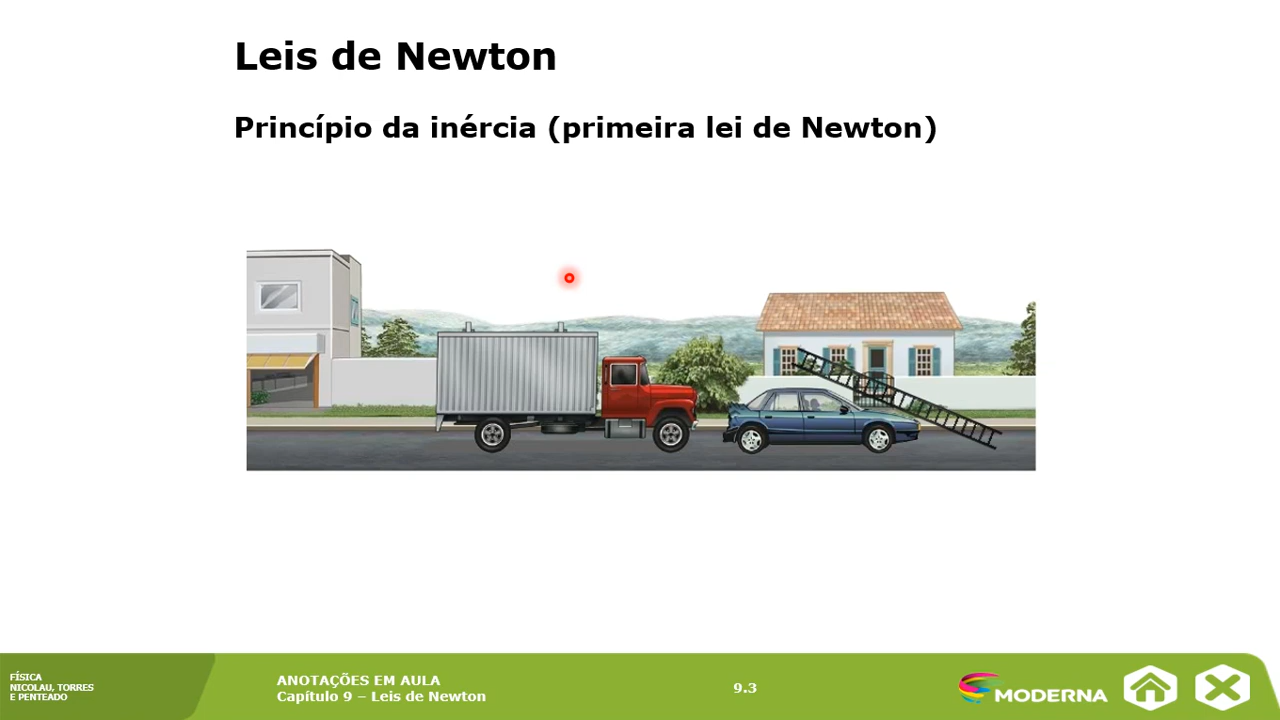 Leis de Newton
Princípio da inércia (primeira lei de Newton)
FÍSICA
NICOLAU, TORRES
E PENTEADO
ANOTAÇÕES EM AULA
Capítulo 9 – Leis de Newton
9.3
MODERNA